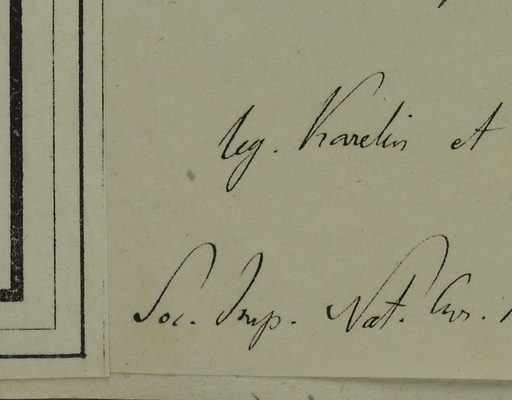 leg. Karelin et
Soc. Imp. Nat. Cur.